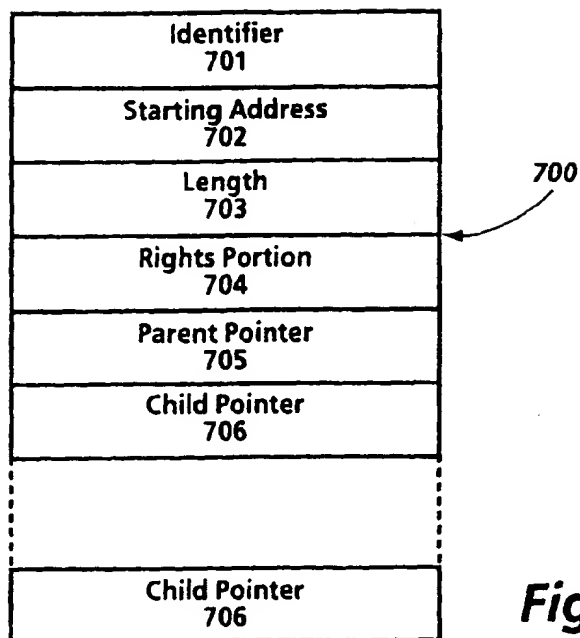 Identifier
701
Starting Address
702
Length
703
700
Rights Portion
704
Parent Pointer
705
Child Pointer
706
Child Pointer
706
Fig